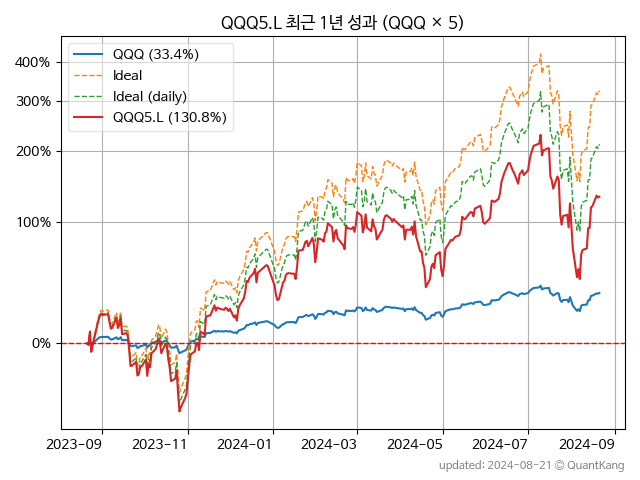 QQQ5.L 최근 1년 성과 (QQQ × 5)
QQQ (33.4%)
Ideal
Ideal (daily)
QQQ5.L (130.8%)
400%
300%
200%
100%
0%
2023-09 2023-11 2024-01 2024-03 2024-05 2024-07 2024-09
updated: 2024-08-21 © QuantKang